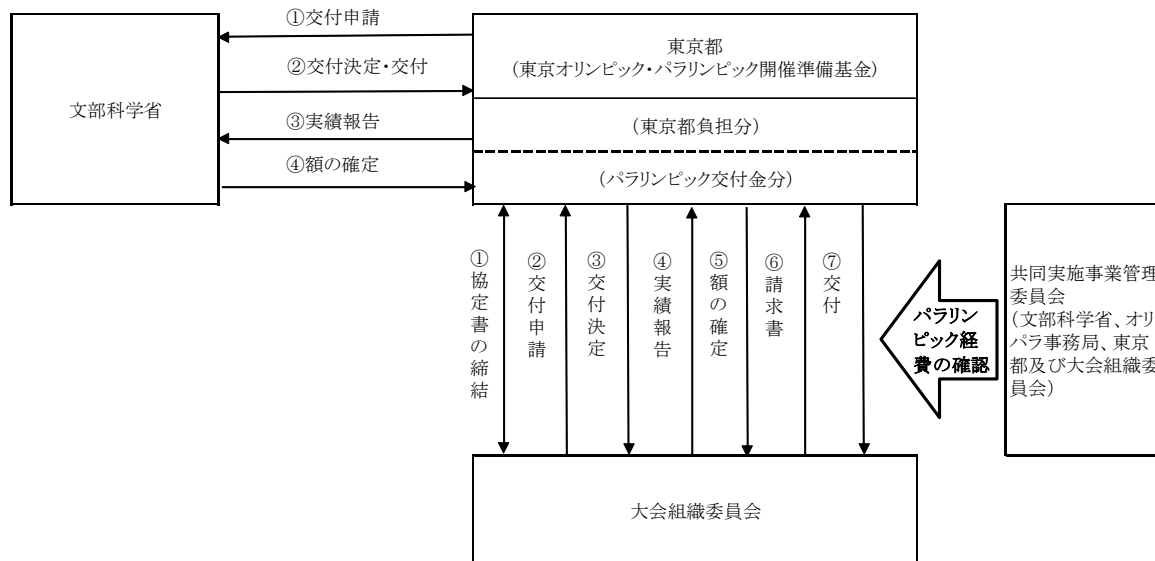 ①交付申請
②交付決定・交付
文部科学省
③実績報告
④額の確定
東京都
(東京オリンピック・パラリンピック開催準備基金)
(東京都負担分)
(パラリンピック交付金分)
①協定書の締結
②交付申請
③交付決定
④実績報告
⑤額の確定
⑥請求書
⑦交付
パラリン
ピック経
費の確認
共同実施事業管理
委員会
(文部科学省、オリ
パラ事務局、東京
都及び大会組織委
員会)
大会組織委員会